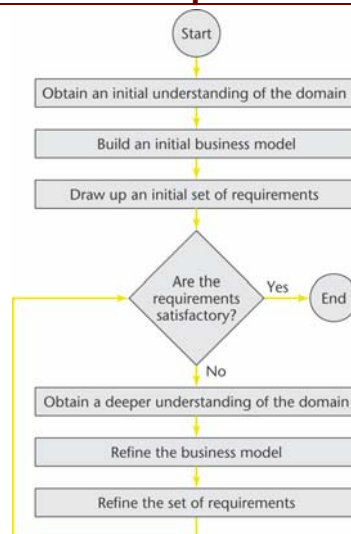 Start
Obtain an initial understanding of the domain
Build an initial business model
Draw up an initial set of requirements
Are the
requirements
satisfactory?
Yes
End
No
Obtain a deeper understanding of the domain
Refine the business model
Refine the set of requirements